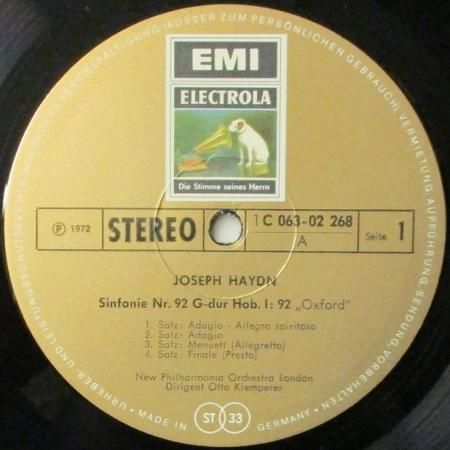 EMI
ELECTROLA
Die Stimme seines Herrn
Ⓟ 1972
STEREO
1 C 063-02 268
A
Seite 1
JOSEPH HAYDN
Sinfonie Nr. 92 G-dur Hob. I: 92 „Oxford"
1. Satz: Adagio - Allegro spiritoso
2. Satz: Adagio
3. Satz: Menuett (Allegretto)
4. Satz: Finale (Presto)
New Philharmonia Orchestra London
Dirigent Otto Klemperer
URHEBER- UND LEISTUNGSSCHUTZRECHTE
VERVIELFÄLTIGUNG (AUSSER ZUM PERSÖNLICHEN GEBRAUCH), VERMIETUNG, AUFFÜHRUNG, SENDUNG VORBEHALTEN
MADE IN
ST 33
GERMANY